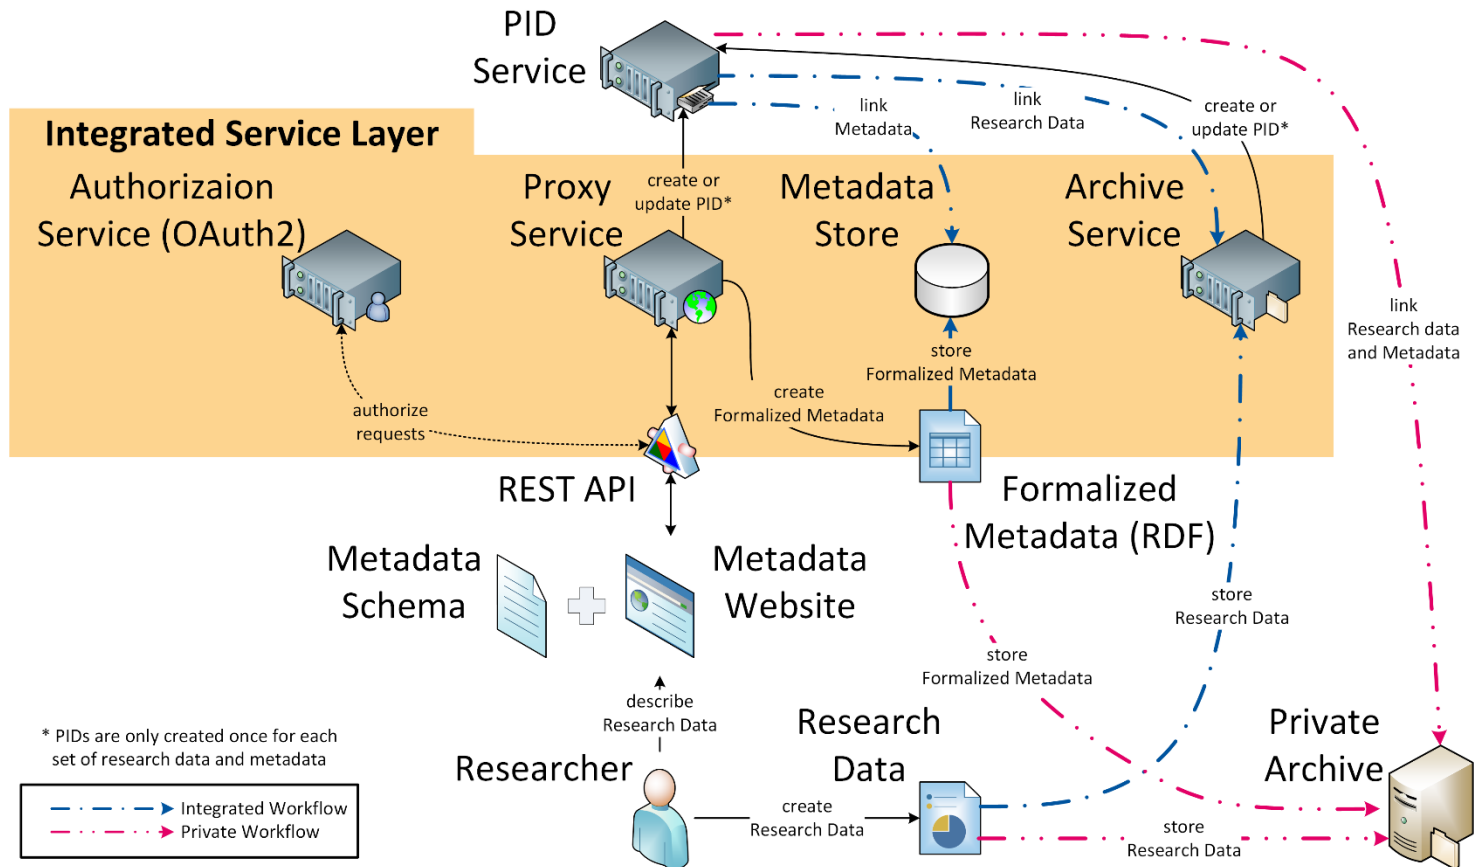 PID
Service
link
Metadata
link
Research Data
create or
update PID*
Integrated Service Layer
Authorizaion
Service (OAuth2)
Proxy
Service
create or
update PID*
Metadata
Store
Archive
Service
link
Research data
and Metadata
store
Formalized Metadata
create
Formalized Metadata
authorize
requests
REST API
Formalized
Metadata (RDF)
Metadata
Schema
Metadata
Website
store
Research Data
store
Formalized Metadata
describe
Research Data
Researcher
Research
Data
Private
Archive
create
Research Data
store
Research Data
* PIDs are only created once for each
set of research data and metadata
Integrated Workflow
Private Workflow